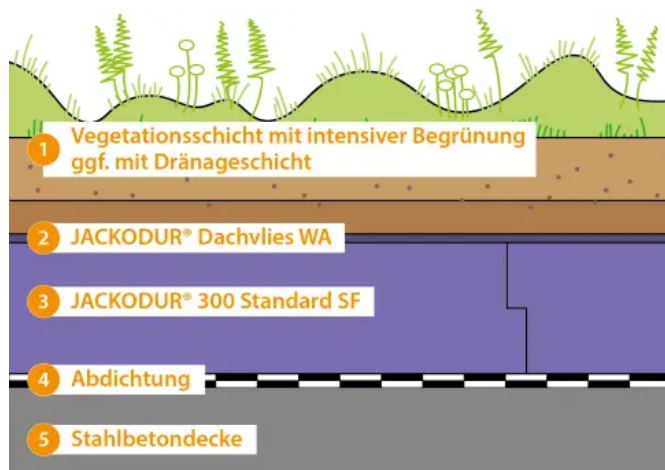 1 Vegetationsschicht mit intensiver Begrünung
ggf. mit Dränageschicht
2 JACKODUR® Dachvlies WA
3 JACKODUR® 300 Standard SF
4 Abdichtung
5 Stahlbetondecke